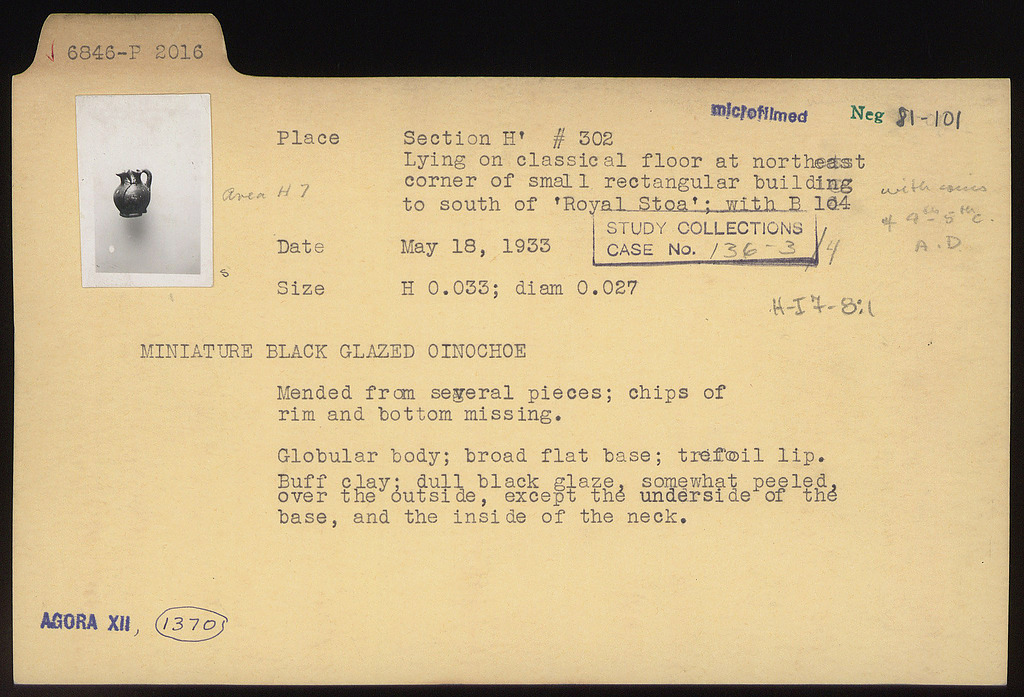 6846-P 2016
microfilmed
Neg 81-101
Place Section H' # 302
Lying on classical floor at northeast
corner of small rectangular building
to south of 'Royal Stoa'; with B 104
Area H 7
with coins
of 4th-5th c.
A.D.
STUDY COLLECTIONS
CASE No. 136-3/4
Date May 18, 1933
S
Size H 0.033; diam 0.027
H-I 7-8:1
MINIATURE BLACK GLAZED OINOCHOE
Mended from several pieces; chips of
rim and bottom missing.
Globular body; broad flat base; trefoil lip.
Buff clay; dull black glaze, somewhat peeled,
over the outside, except the underside of the
base, and the inside of the neck.
AGORA XII, 1370